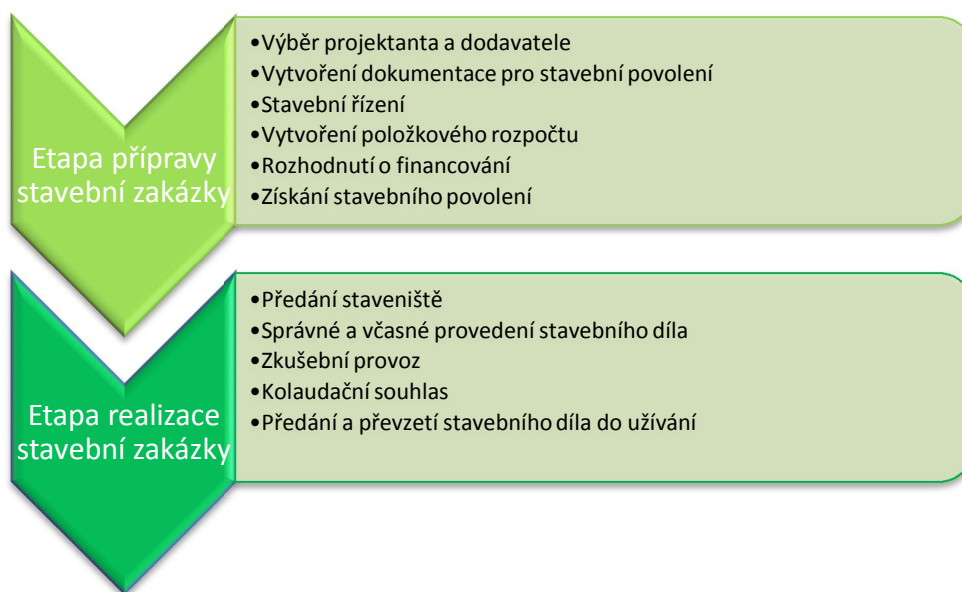 Etapa přípravy
stavební zakázky
•Výběr projektanta a dodavatele
•Vytvoření dokumentace pro stavební povolení
•Stavební řízení
•Vytvoření položkového rozpočtu
•Rozhodnutí o financování
•Získání stavebního povolení
Etapa realizace
stavební zakázky
•Předání staveniště
•Správné a včasné provedení stavebního díla
•Zkušební provoz
•Kolaudační souhlas
•Předání a převzetí stavebního díla do užívání